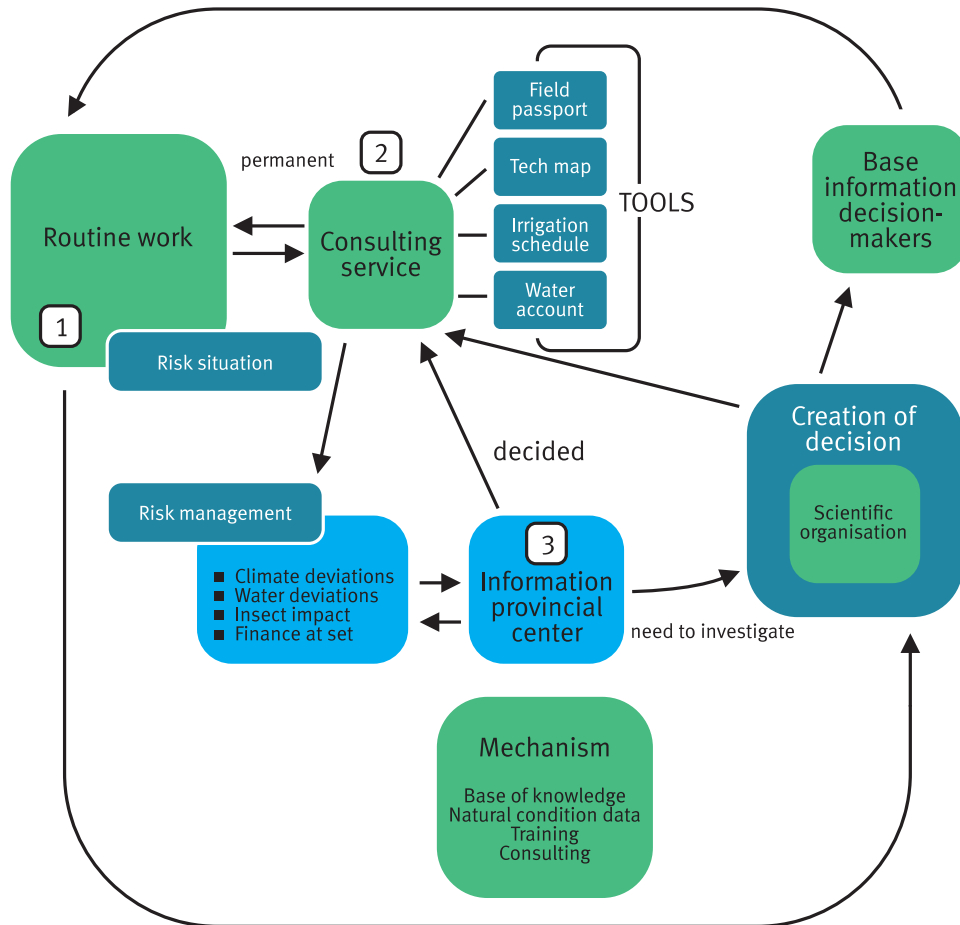 Field
passport
2
Tech map
permanent
TOOLS
Base
information
decision-
makers
Routine work
Consulting
service
Irrigation
schedule
Water
account
1
Risk situation
Creation of
decision
decided
Scientific
organisation
Risk management
3
Information
provincial
center
Climate deviations
Water deviations
Insect impact
Finance at set
need to investigate
Mechanism
Base of knowledge
Natural condition data
Training
Consulting